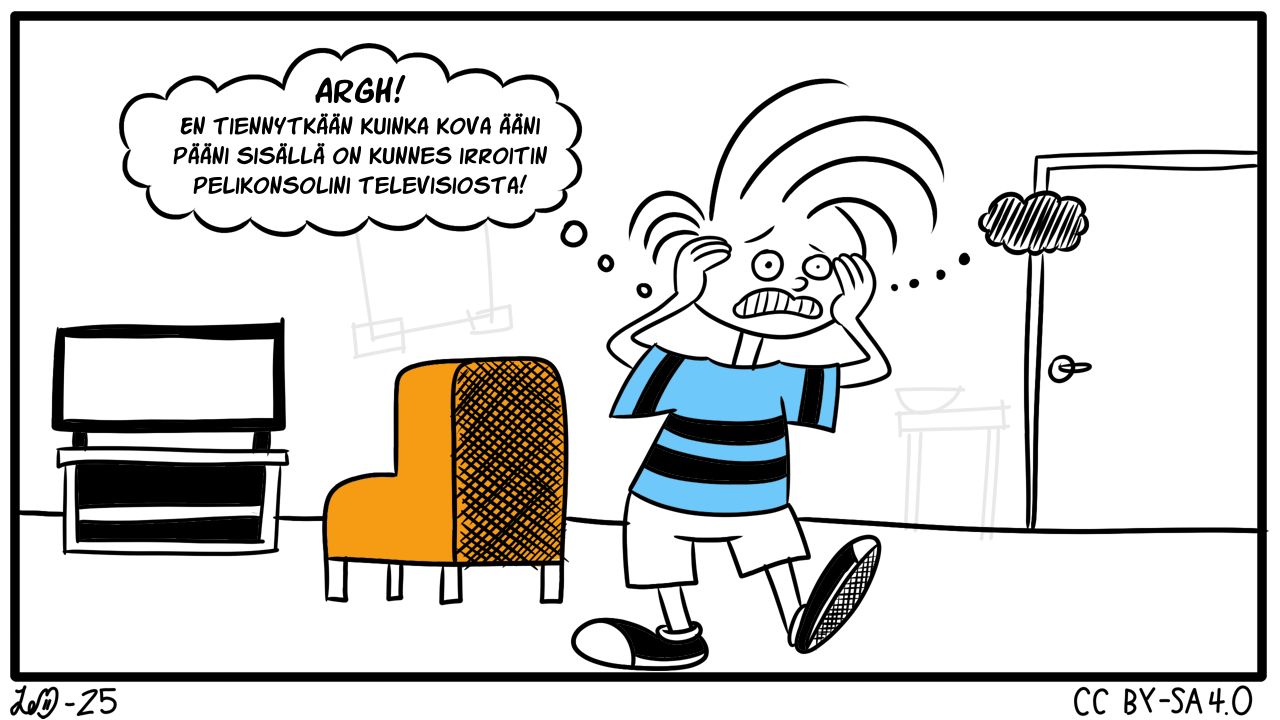 ARGH!
EN TIENNYTKÄÄN KUINKA KOVA ÄÄNI
PÄÄNI SISÄLLÄ ON KUNNES IRROITIN
PELIKONSOLINI TELEVISIOSTA!
-25
CC BY-SA 4.0